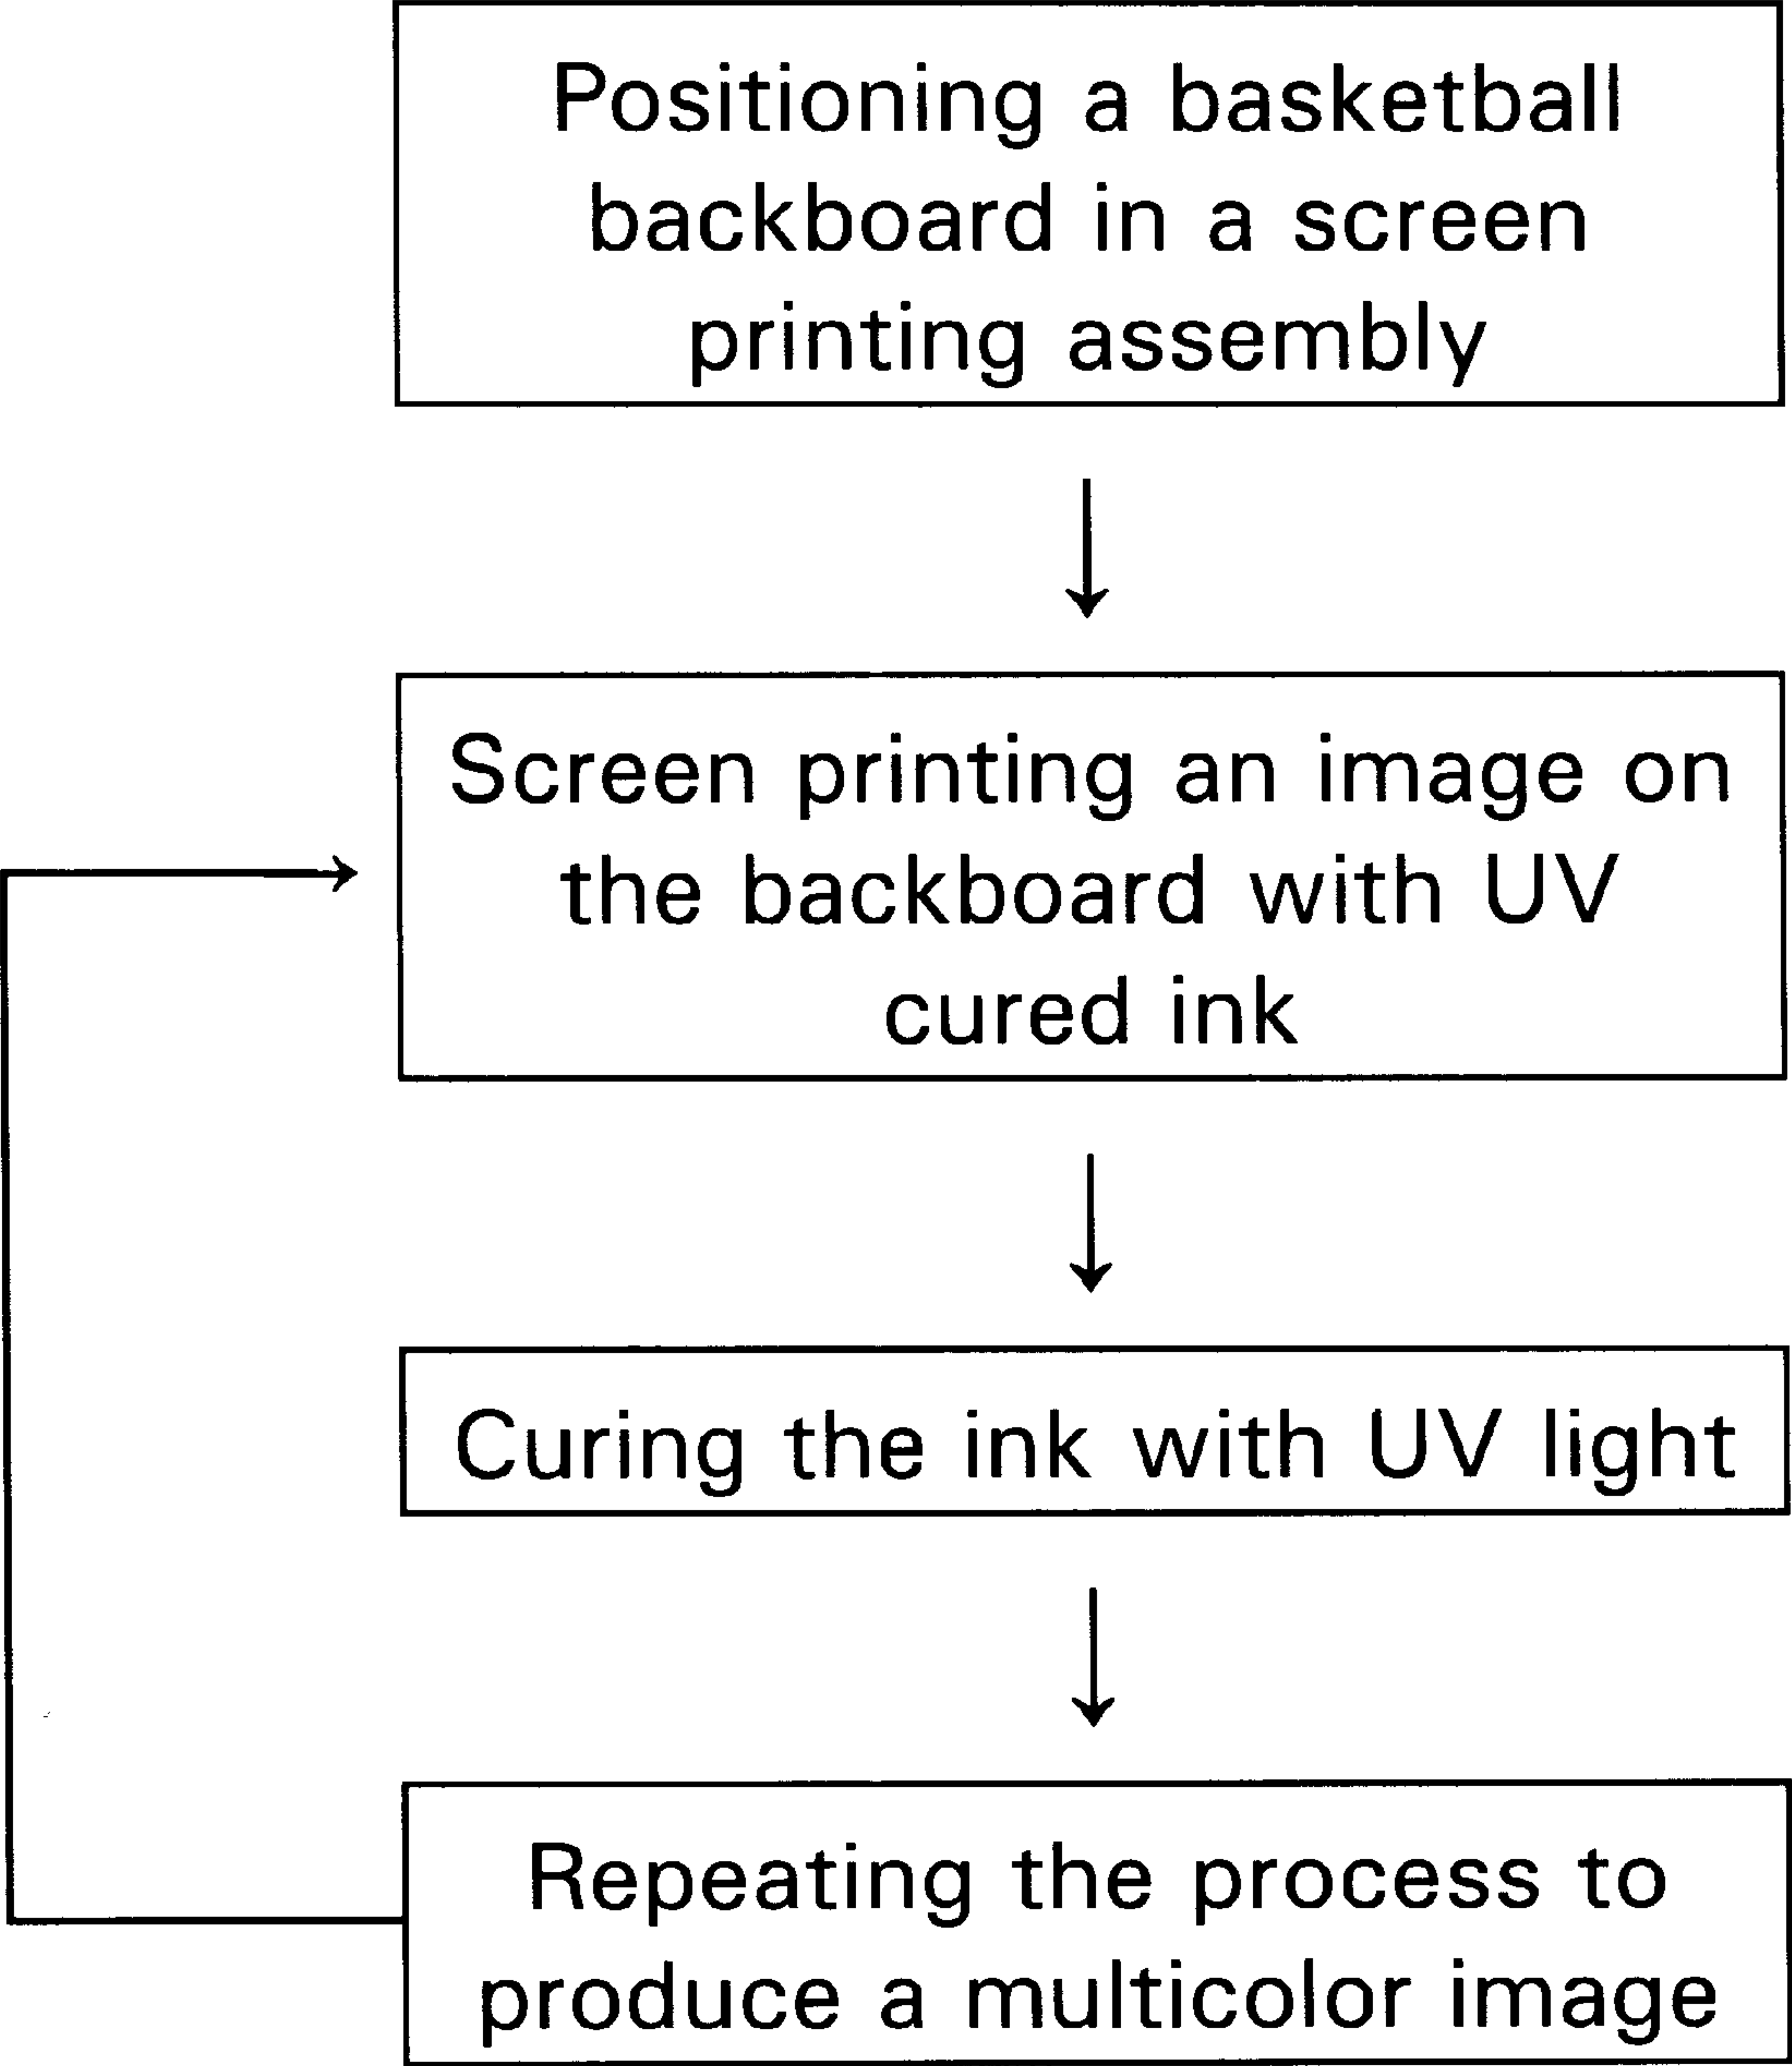 Positioning a basketball
backboard in a screen
printing assembly
Screen printing an image on
the backboard with UV
cured ink
Curing the ink with UV light
Repeating the process to
produce a multicolor image